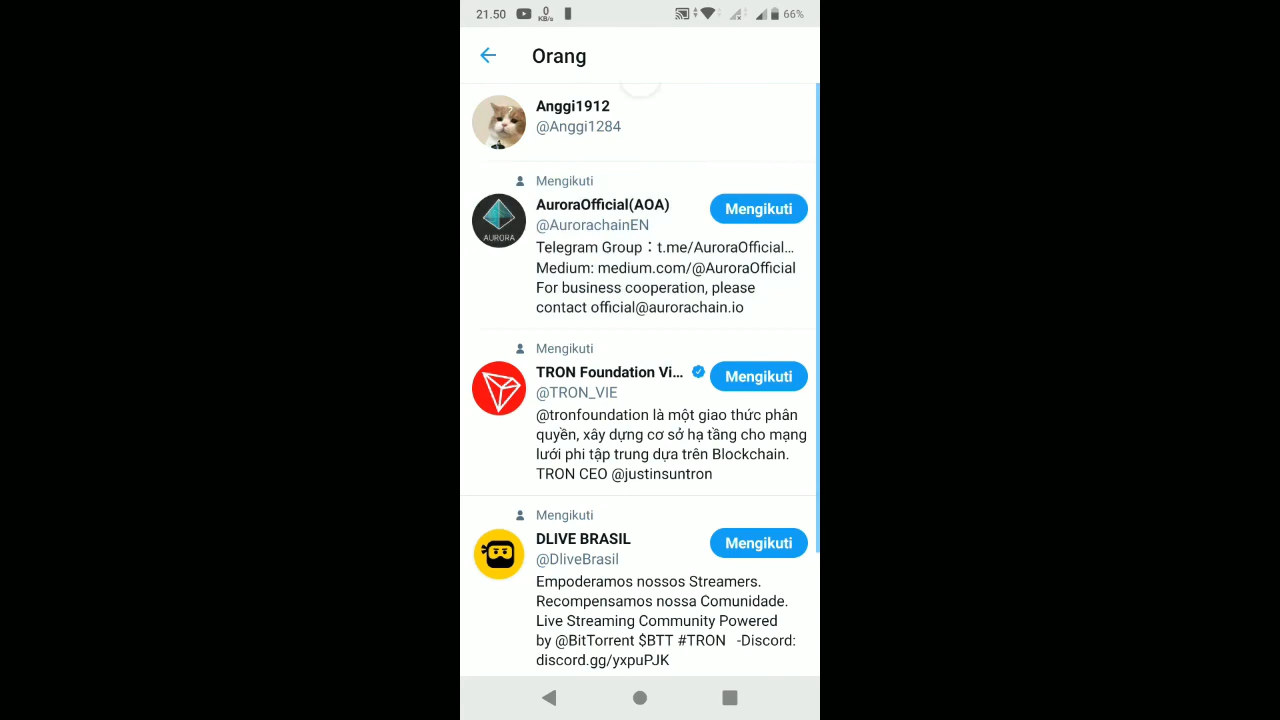 21.50 0 KB/s 66%
Orang
Anggi1912
@Anggi1284
Mengikuti
AuroraOfficial(AOA) Mengikuti
@AurorachainEN
Telegram Group：t.me/AuroraOfficial…
Medium: medium.com/@AuroraOfficial
For business cooperation, please
contact official@aurorachain.io
AURORA
Mengikuti
TRON Foundation Vi... Mengikuti
@TRON_VIE
@tronfoundation là một giao thức phân
quyền, xây dựng cơ sở hạ tầng cho mạng
lưới phi tập trung dựa trên Blockchain.
TRON CEO @justinsuntron
Mengikuti
DLIVE BRASIL Mengikuti
@DliveBrasil
Empoderamos nossos Streamers.
Recompensamos nossa Comunidade.
Live Streaming Community Powered
by @BitTorrent $BTT #TRON -Discord:
discord.gg/yxpuPJK